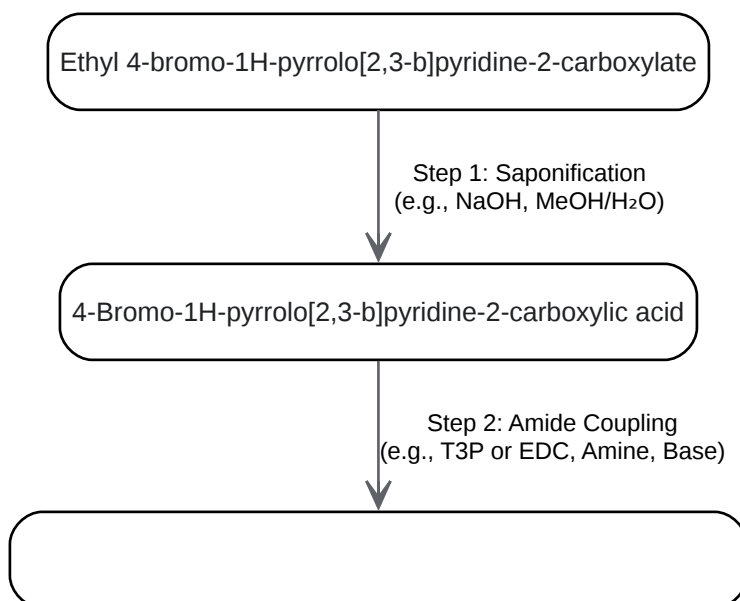 Ethyl 4-bromo-1H-pyrrolo[2,3-b]pyridine-2-carboxylate
Step 1: Saponification
(e.g., NaOH, MeOH/H₂O)
4-Bromo-1H-pyrrolo[2,3-b]pyridine-2-carboxylic acid
Step 2: Amide Coupling
(e.g., T3P or EDC, Amine, Base)